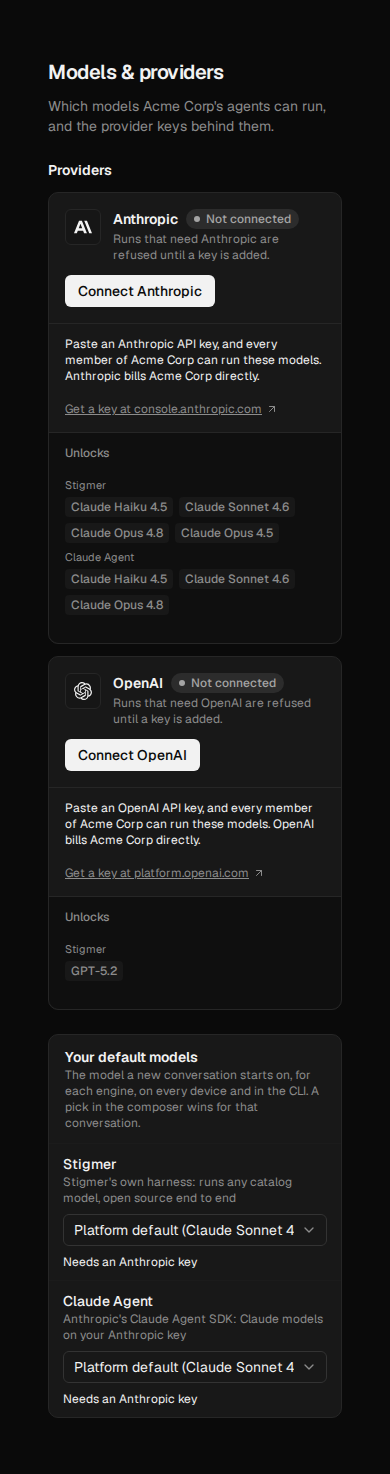 Models & providers
Which models Acme Corp's agents can run,
and the provider keys behind them.
Providers
Anthropic
Not connected
Runs that need Anthropic are
refused until a key is added.
Connect Anthropic
Paste an Anthropic API key, and every
member of Acme Corp can run these models.
Anthropic bills Acme Corp directly.
Get a key at console.anthropic.com
Unlocks
Stigmer
Claude Haiku 4.5 Claude Sonnet 4.6
Claude Opus 4.8 Claude Opus 4.5
Claude Agent
Claude Haiku 4.5 Claude Sonnet 4.6
Claude Opus 4.8
OpenAI
Not connected
Runs that need OpenAI are refused
until a key is added.
Connect OpenAI
Paste an OpenAI API key, and every member
of Acme Corp can run these models. OpenAI
bills Acme Corp directly.
Get a key at platform.openai.com
Unlocks
Stigmer
GPT-5.2
Your default models
The model a new conversation starts on, for
each engine, on every device and in the CLI. A
pick in the composer wins for that
conversation.
Stigmer
Stigmer's own harness: runs any catalog
model, open source end to end
Platform default (Claude Sonnet 4
Needs an Anthropic key
Claude Agent
Anthropic's Claude Agent SDK: Claude models
on your Anthropic key
Platform default (Claude Sonnet 4
Needs an Anthropic key